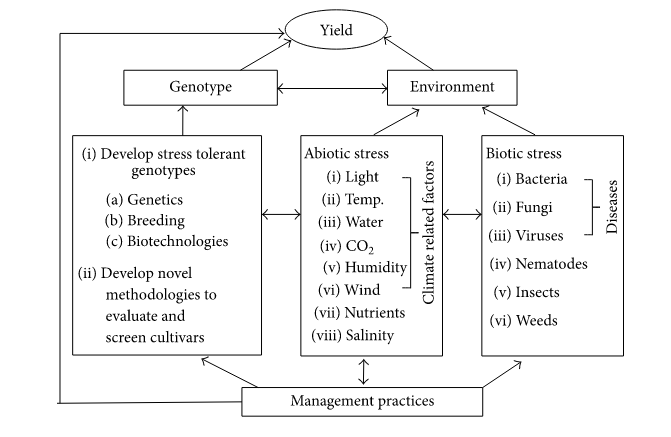 Yield
Genotype
Environment
(i) Develop stress tolerant
genotypes
(a) Genetics
(b) Breeding
(c) Biotechnologies
(ii) Develop novel
methodologies to
evaluate and
screen cultivars
Abiotic stress
(i) Light
(ii) Temp.
(iii) Water
(iv) CO₂
(v) Humidity
(vi) Wind
(vii) Nutrients
(viii) Salinity
Climate related factors
Biotic stress
(i) Bacteria
(ii) Fungi
(iii) Viruses
(iv) Nematodes
(v) Insects
(vi) Weeds
Diseases
Management practices